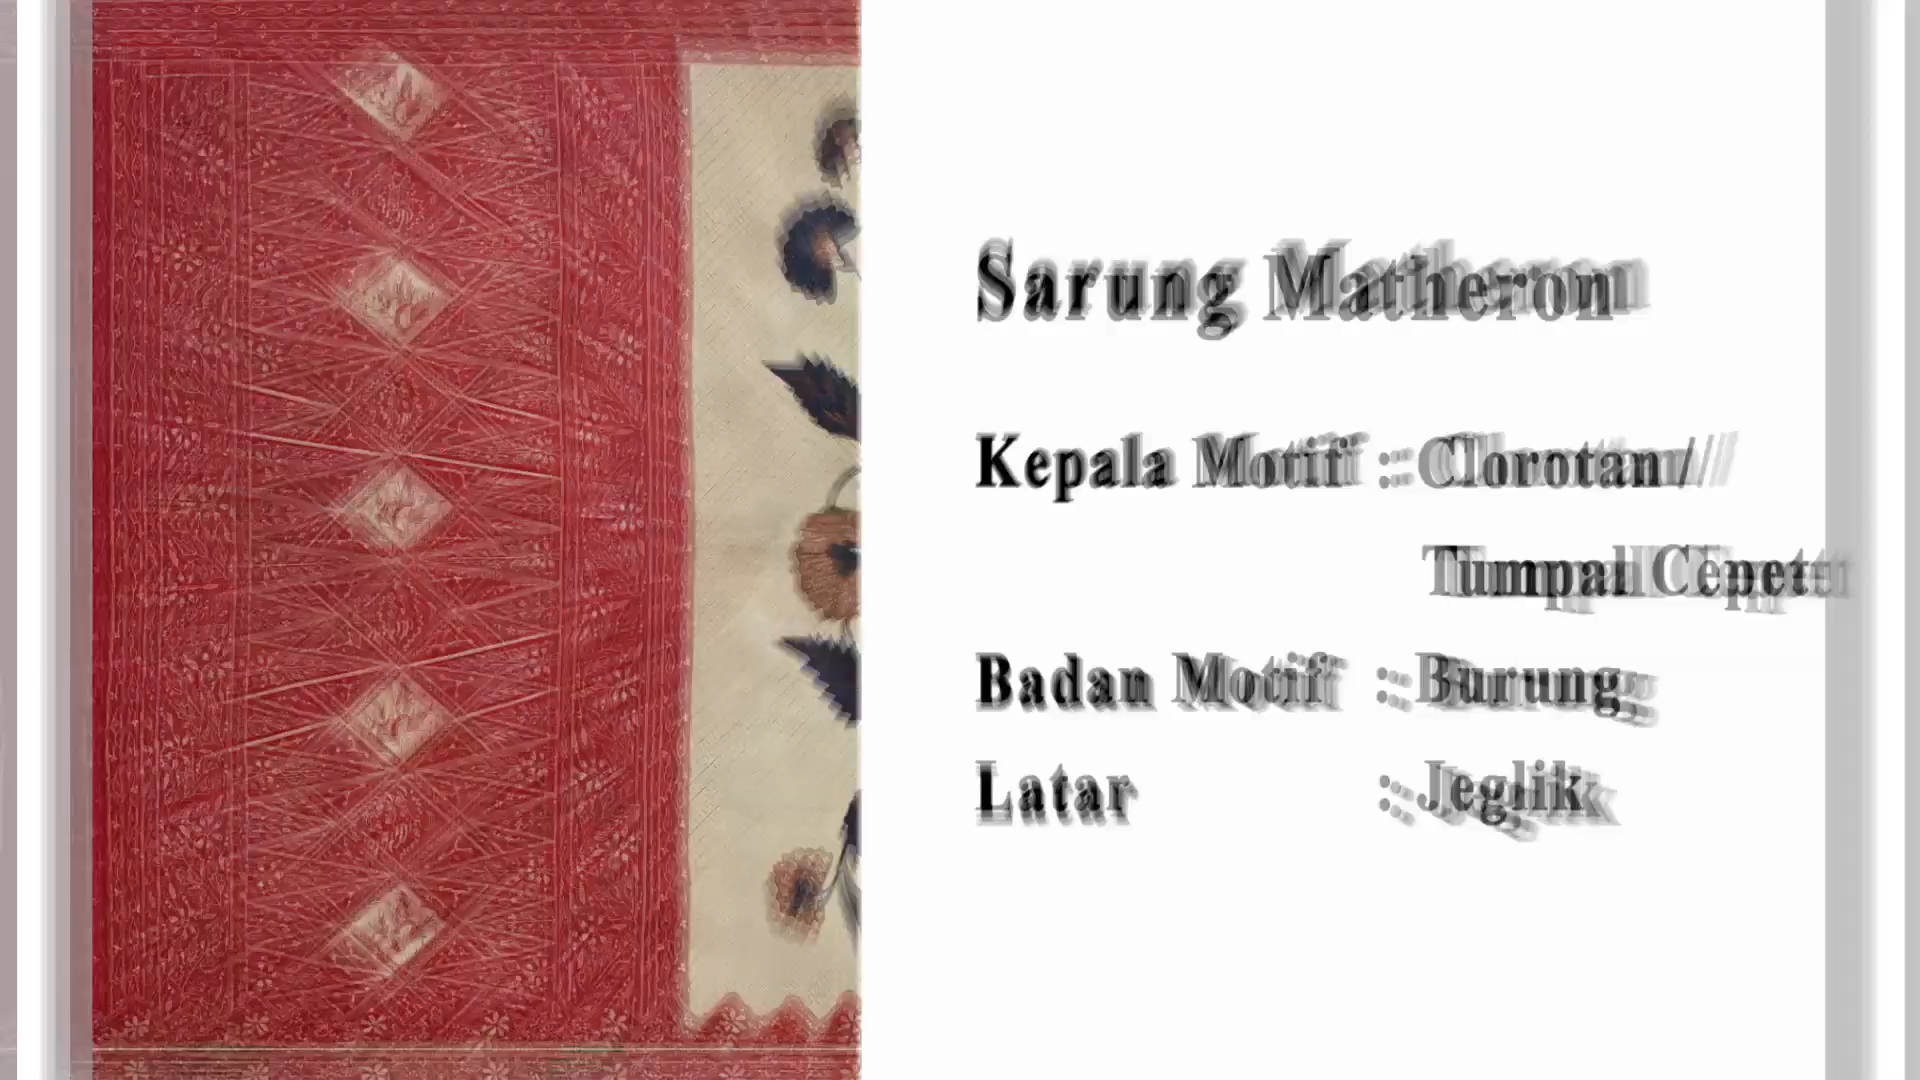 Sarung Matheron
Kepala Motif : Clorotan /
Tumpal Cepet
Badan Motif : Burung
Latar : Jeglik